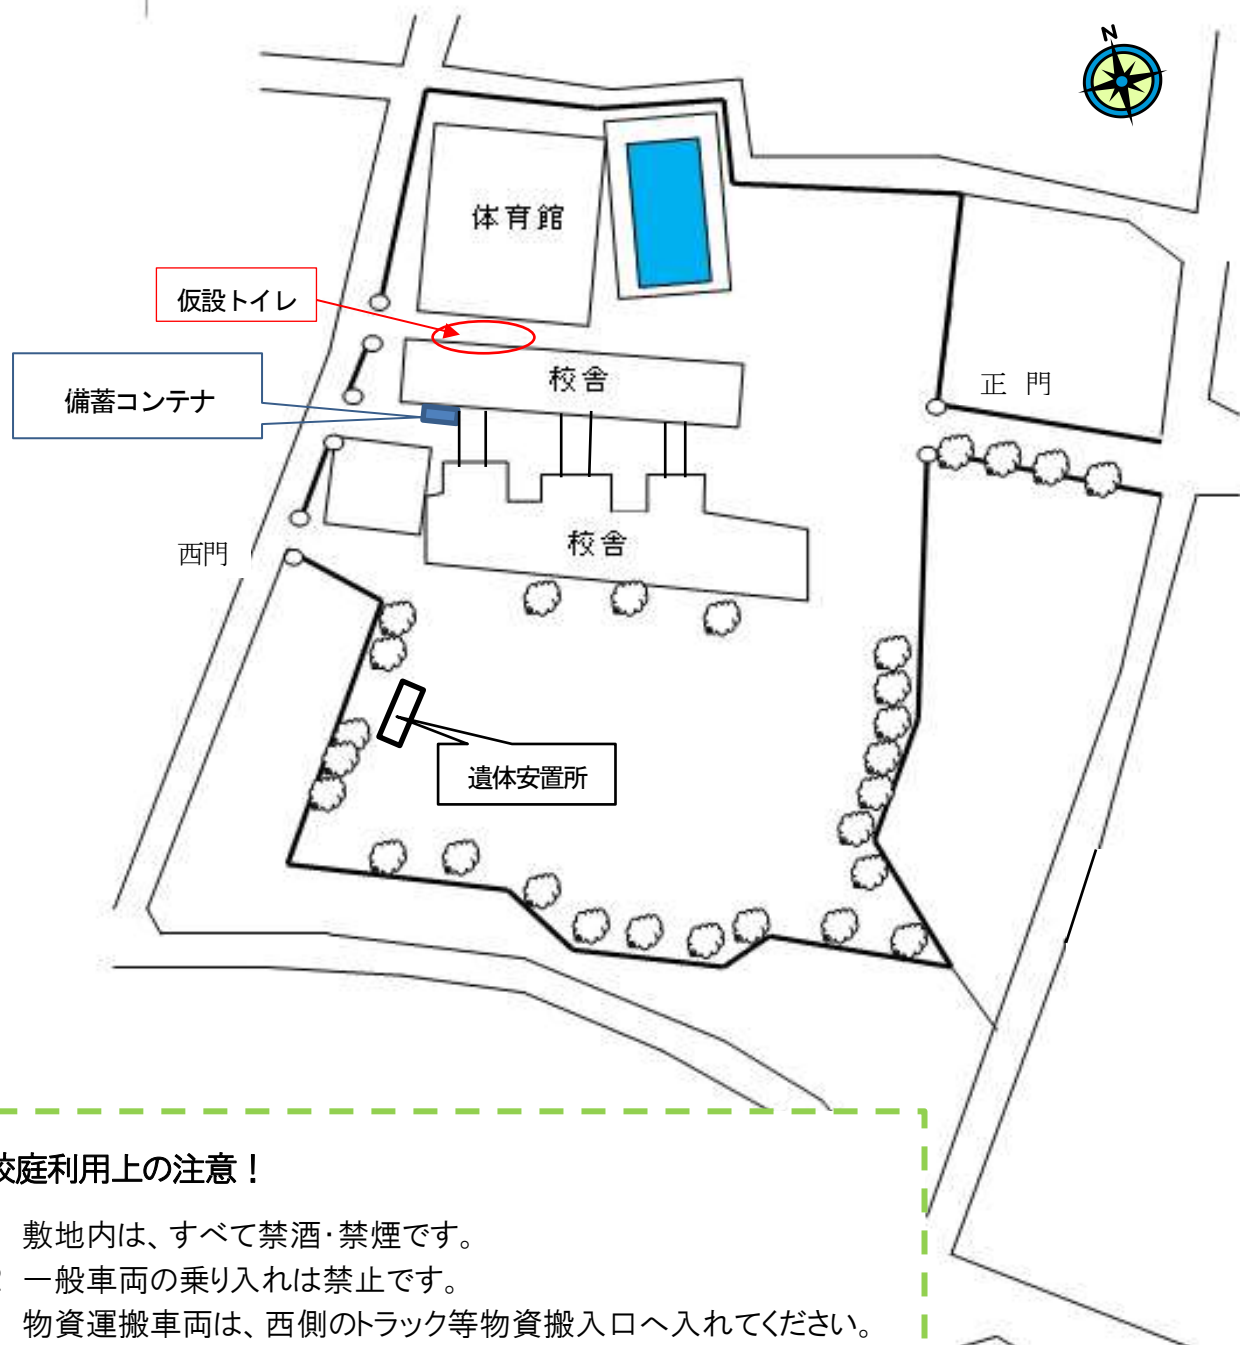 N
体育館
仮設トイレ
校舎
正 門
備蓄コンテナ
校舎
西門
遺体安置所
校庭利用上の注意！
敷地内は、すべて禁酒・禁煙です。
一般車両の乗り入れは禁止です。
物資運搬車両は、西側のトラック等物資搬入口へ入れてください。